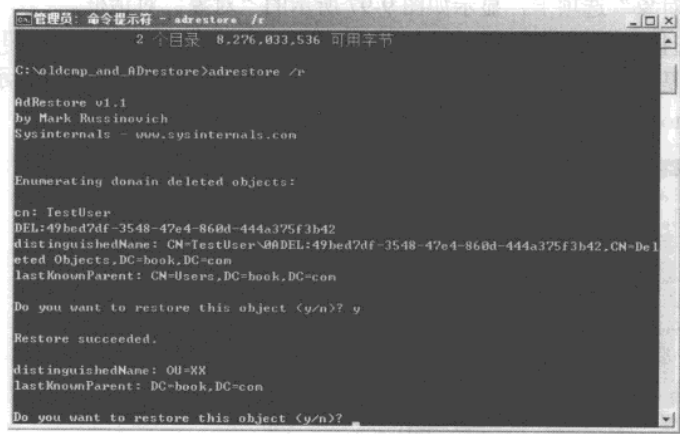 管理员: 命令提示符 - adrestore /r
2 个目录 8,276,033,536 可用字节
C:\oldcmp_and_ADrestore>adrestore /r
AdRestore v1.1
by Mark Russinovich
Sysinternals - www.sysinternals.com
Enumerating domain deleted objects:
cn: TestUser
DEL:49bed7df-3548-47e4-860d-444a375f3b42
distinguishedName: CN=TestUser\0ADEL:49bed7df-3548-47e4-860d-444a375f3b42,CN=Del
eted Objects,DC=book,DC=com
lastKnownParent: CN=Users,DC=book,DC=com
Do you want to restore this object (y/n)? y
Restore succeeded.
distinguishedName: OU=XX
lastKnownParent: DC=book,DC=com
Do you want to restore this object (y/n)?